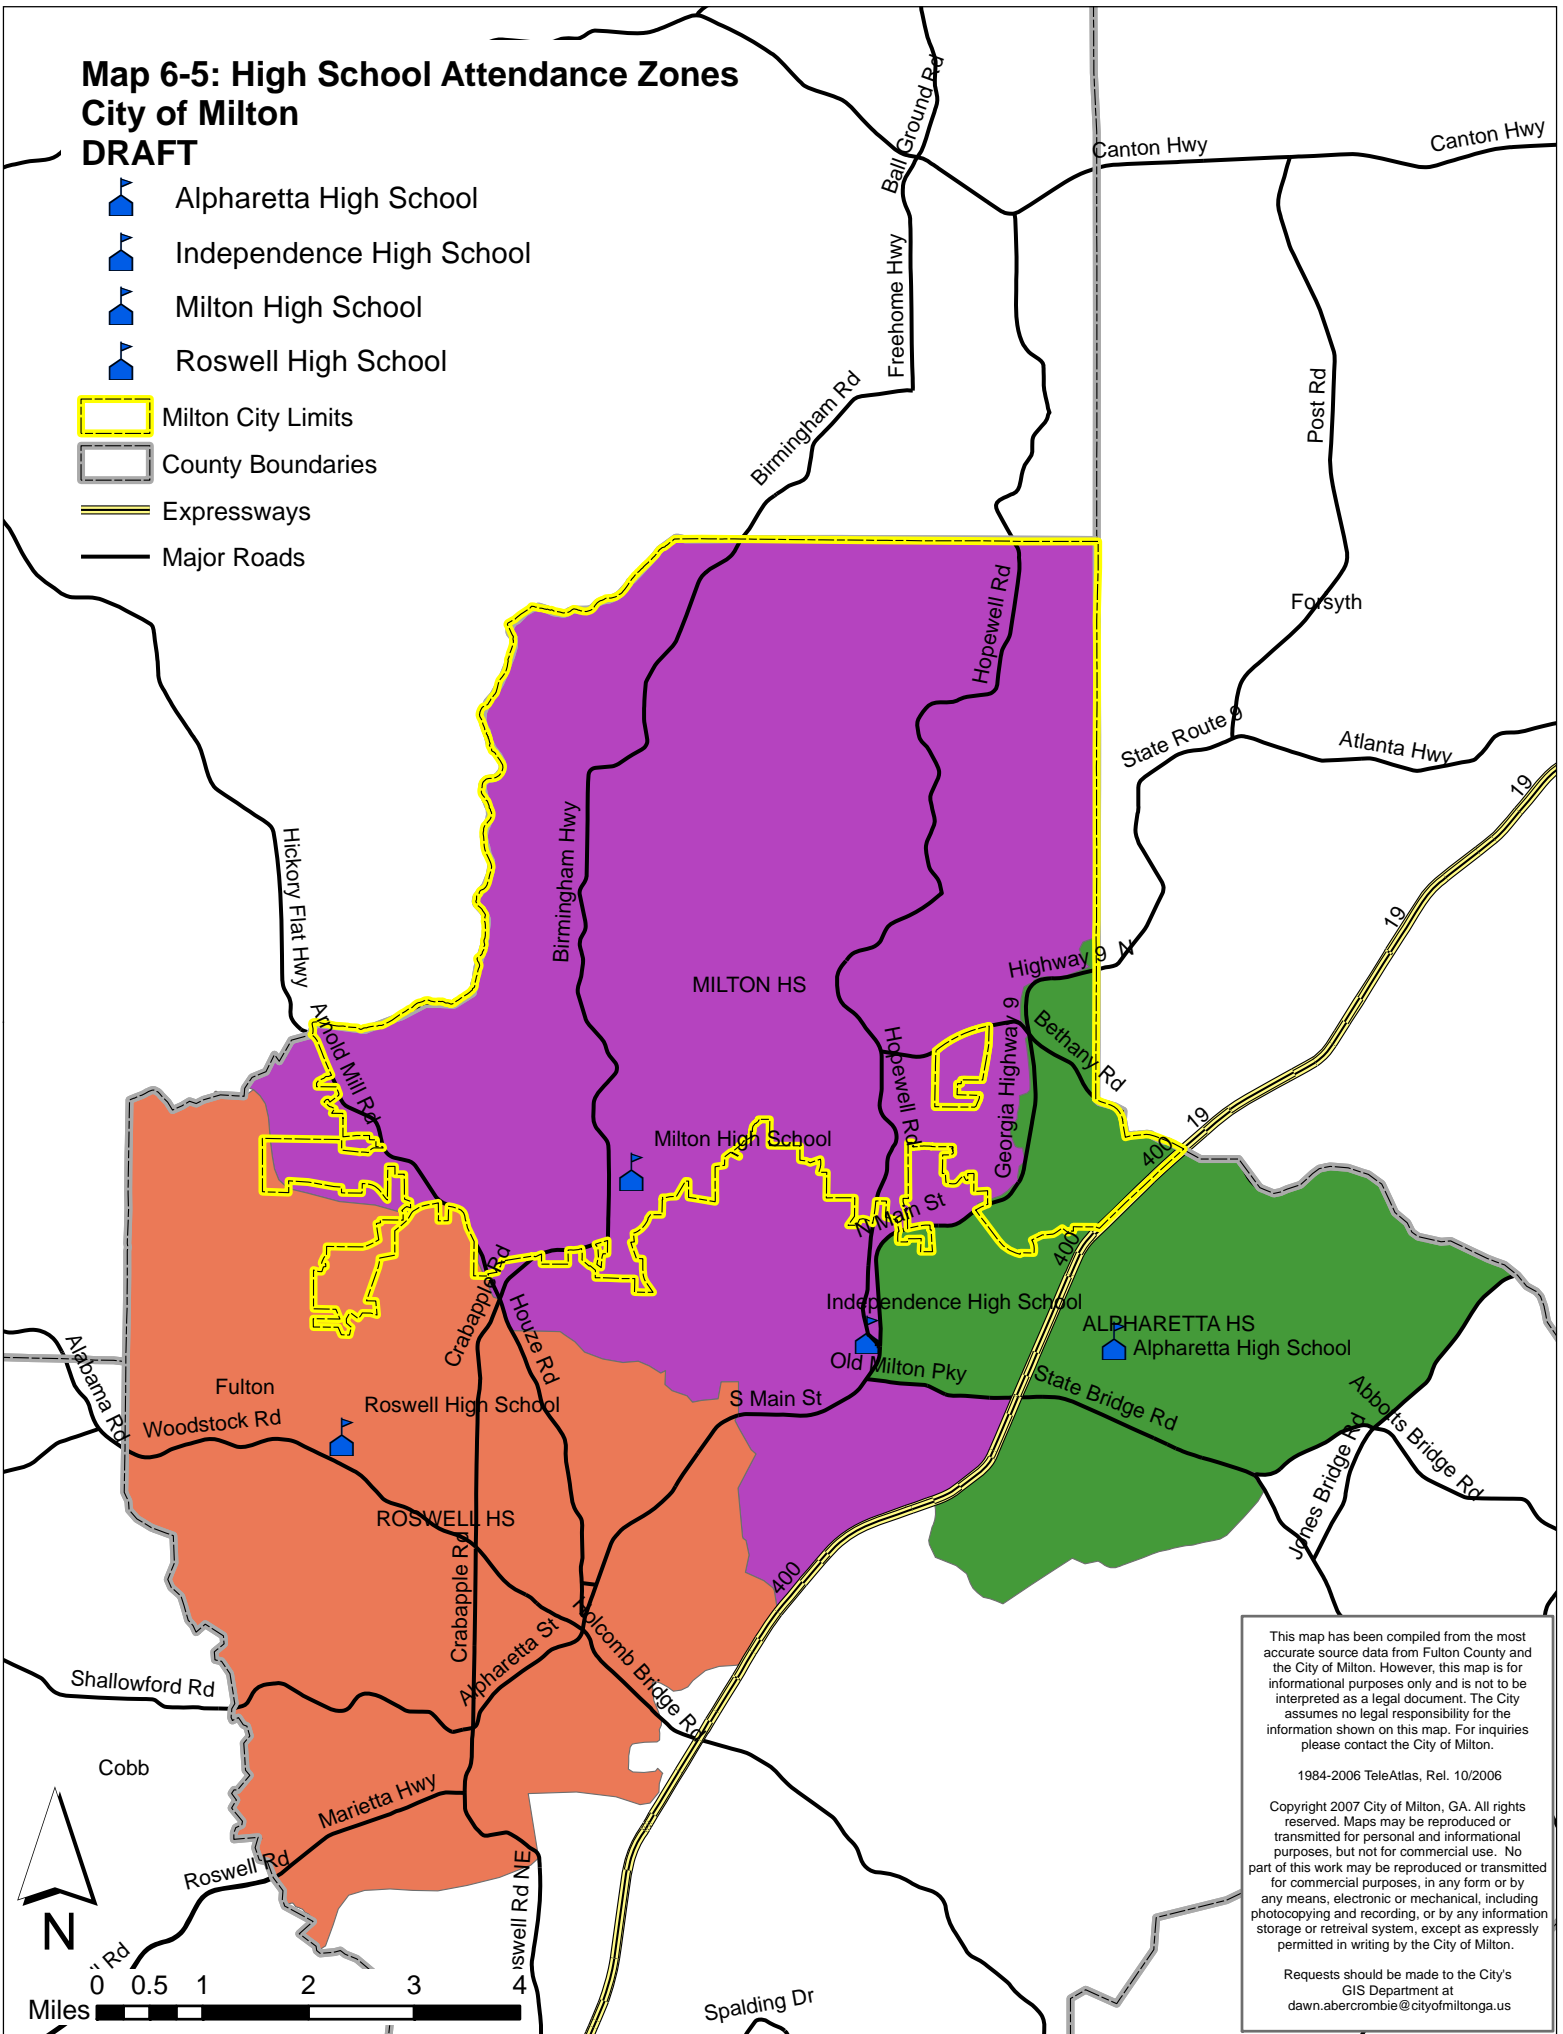 Map 6-5: High School Attendance Zones
City of Milton
DRAFT
Alpharetta High School
Independence High School
Milton High School
Roswell High School
Milton City Limits
County Boundaries
Expressways
Major Roads
Ball Ground Rd
Canton Hwy
Canton Hwy
Freehome Hwy
Birmingham Rd
Post Rd
Hopewell Rd
Forsyth
State Route 9
Atlanta Hwy
19
Hickory Flat Hwy
Birmingham Hwy
19
Highway 9 N
MILTON HS
Arnold Mill Rd
Hopewell Rd
Georgia Highway 9
Bethany Rd
19
400
Milton High School
N Main St
400
Crabapple Rd
Houze Rd
Independence High School
ALPHARETTA HS
Alpharetta High School
Old Milton Pky
State Bridge Rd
Alabama Rd
Fulton
Woodstock Rd
Roswell High School
S Main St
Abbotts Bridge Rd
Jones Bridge Rd
ROSWELL HS
Crabapple Rd
400
Holcomb Bridge Rd
Alpharetta St
Shallowford Rd
Cobb
Marietta Hwy
Roswell Rd
oswell Rd NE
ll Rd
Spalding Dr
N
0 0.5 1 2 3 4
Miles
This map has been compiled from the most
accurate source data from Fulton County and
the City of Milton. However, this map is for
informational purposes only and is not to be
interpreted as a legal document. The City
assumes no legal responsibility for the
information shown on this map. For inquiries
please contact the City of Milton.
1984-2006 TeleAtlas, Rel. 10/2006
Copyright 2007 City of Milton, GA. All rights
reserved. Maps may be reproduced or
transmitted for personal and informational
purposes, but not for commercial use. No
part of this work may be reproduced or transmitted
for commercial purposes, in any form or by
any means, electronic or mechanical, including
photocopying and recording, or by any information
storage or retreival system, except as expressly
permitted in writing by the City of Milton.
Requests should be made to the City's
GIS Department at
dawn.abercrombie@cityofmiltonga.us